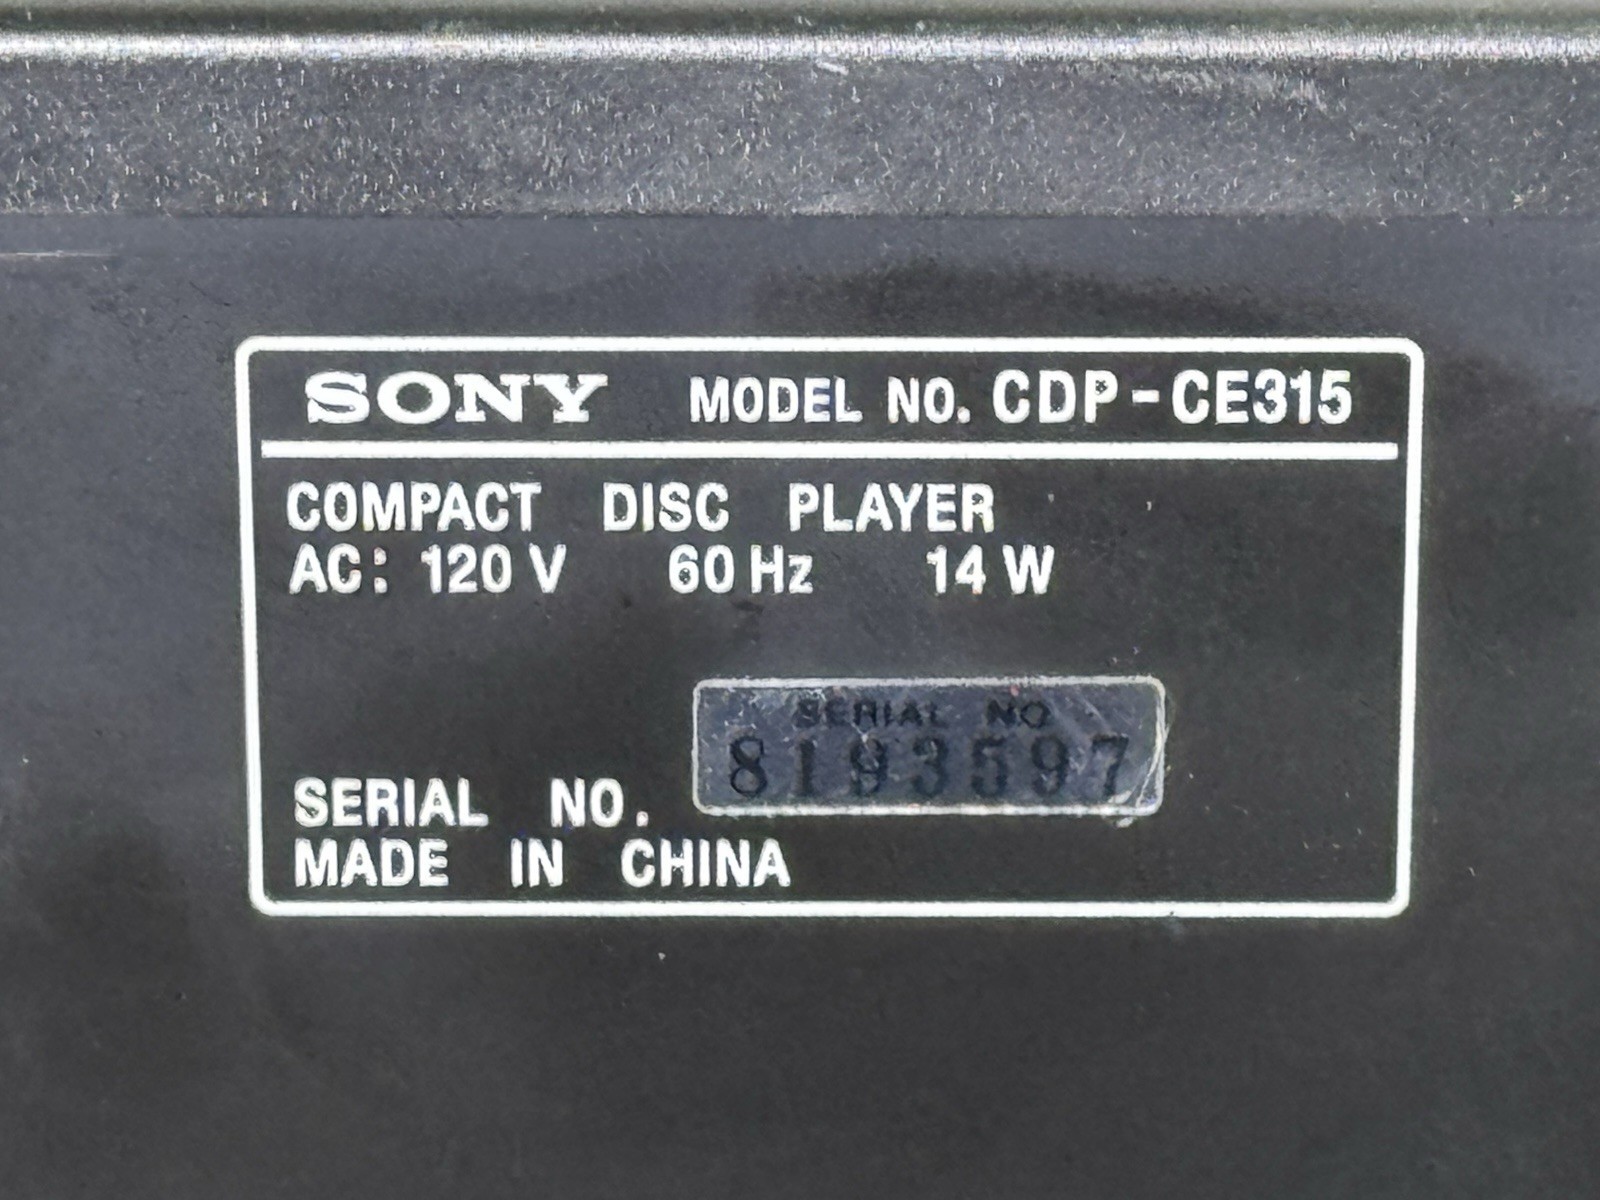 SONY MODEL NO. CDP-CE315
COMPACT DISC PLAYER
AC: 120 V 60 Hz 14 W
SERIAL NO
8193597
SERIAL NO.
MADE IN CHINA